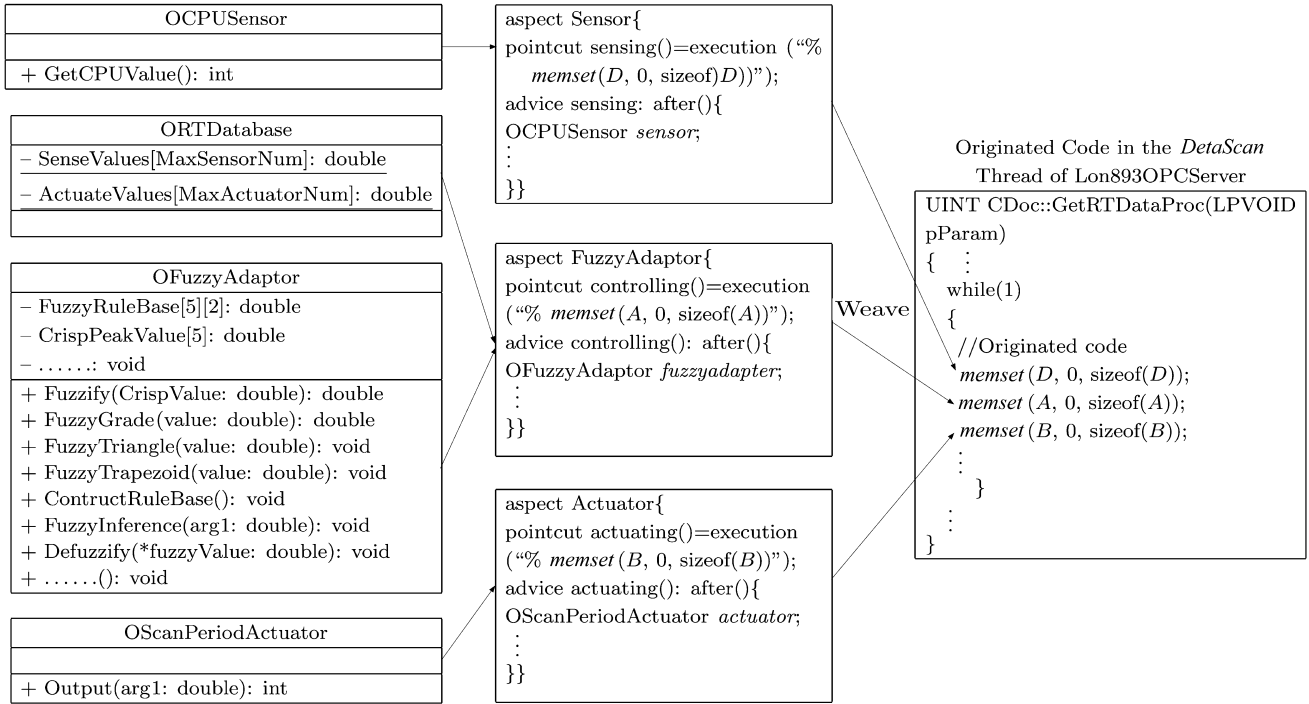 OCPUSensor
+ GetCPUValue(): int
ORTDatabase
– SenseValues[MaxSensorNum]: double
– ActuateValues[MaxActuatorNum]: double
OFuzzyAdaptor
– FuzzyRuleBase[5][2]: double
– CrispPeakValue[5]: double
– ......: void
+ Fuzzify(CrispValue: double): double
+ FuzzyGrade(value: double): double
+ FuzzyTriangle(value: double): void
+ FuzzyTrapezoid(value: double): void
+ ContructRuleBase(): void
+ FuzzyInference(arg1: double): void
+ Defuzzify(*fuzzyValue: double): void
+ ......(): void
OScanPeriodActuator
+ Output(arg1: double): int
aspect Sensor{
pointcut sensing()=execution (“%
memset(D, 0, sizeof)D))”);
advice sensing: after(){
OCPUSensor sensor;
⋮
}}
aspect FuzzyAdaptor{
pointcut controlling()=execution
(“% memset(A, 0, sizeof(A))”);
advice controlling(): after(){
OFuzzyAdaptor fuzzyadapter;
⋮
}}
aspect Actuator{
pointcut actuating()=execution
(“% memset(B, 0, sizeof(B))”);
advice actuating(): after(){
OScanPeriodActuator actuator;
⋮
}}
Weave
Originated Code in the DetaScan
Thread of Lon893OPCServer
UINT CDoc::GetRTDataProc(LPVOID
pParam)
{ ⋮
while(1)
{
//Originated code
memset(D, 0, sizeof(D));
memset(A, 0, sizeof(A));
memset(B, 0, sizeof(B));
⋮
}
⋮
}